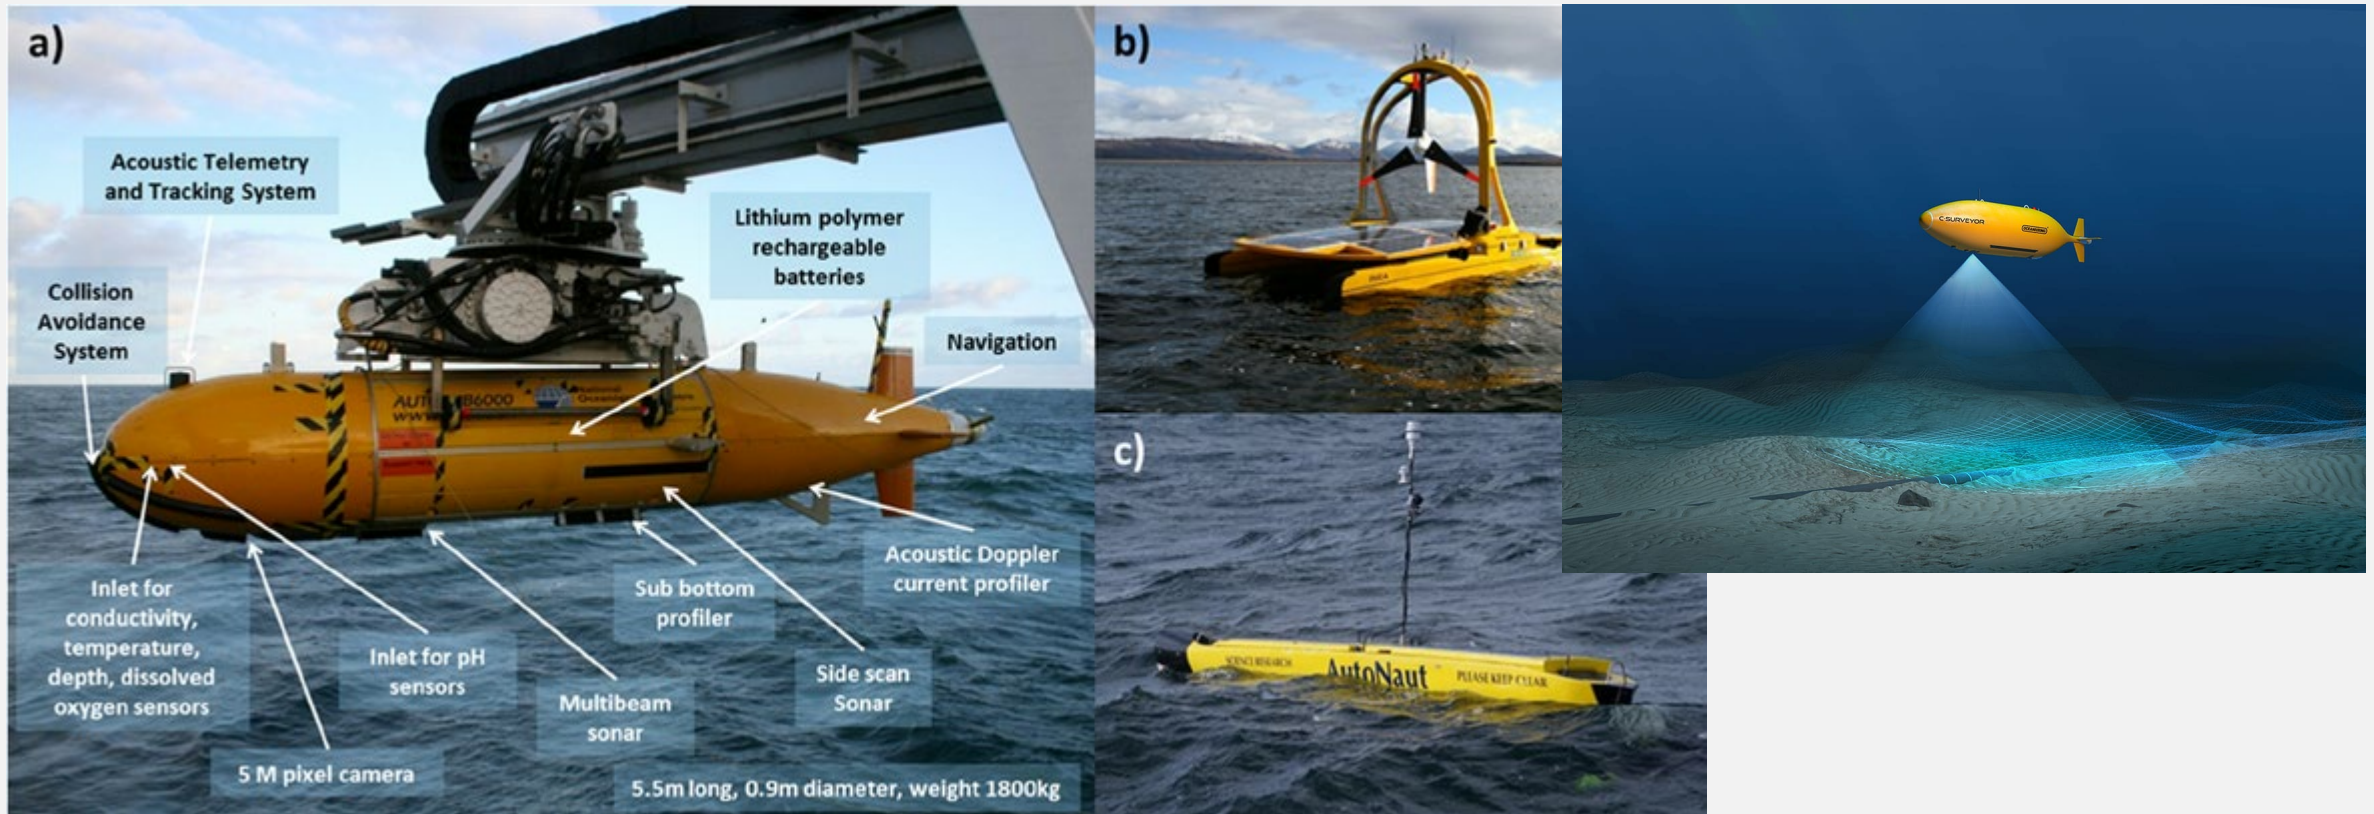 a)
Acoustic Telemetry
and Tracking System
Collision
Avoidance
System
Lithium polymer
rechargeable
batteries
Navigation
Inlet for
conductivity,
temperature,
depth, dissolved
oxygen sensors
5 M pixel camera
Inlet for pH
sensors
Multibeam
sonar
Sub bottom
profiler
Side scan
Sonar
Acoustic Doppler
current profiler
5.5m long, 0.9m diameter, weight 1800kg
b)
c)
SCIENCE RESEARCH
AutoNaut
PLEASE KEEP CLEAR
C-SURVEYOR